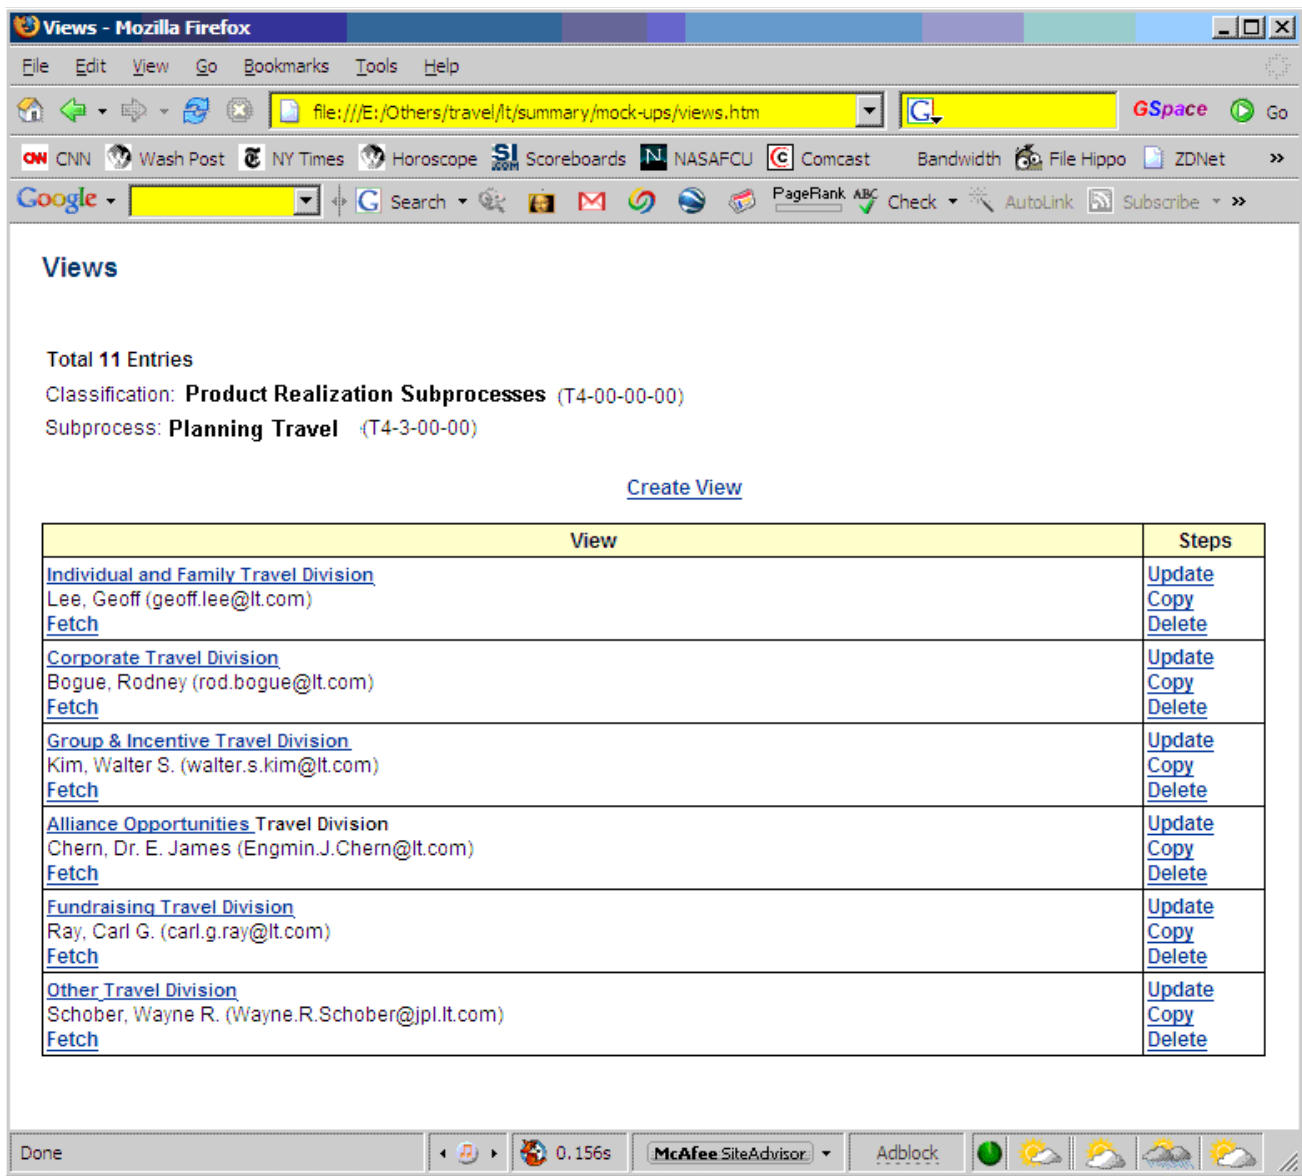 Views - Mozilla Firefox
File Edit View Go Bookmarks Tools Help
file:///E:/Others/travel/lt/summary/mock-ups/views.htm G GSpace Go
CNN CNN Wash Post NY Times Horoscope SI .COM Scoreboards N NASAFCU C Comcast Bandwidth File Hippo ZDNet »
Google G Search PageRank ABC Check AutoLink Subscribe »
Views
Total 11 Entries
Classification: Product Realization Subprocesses (T4-00-00-00)
Subprocess: Planning Travel (T4-3-00-00)
Create View
View Steps
Individual and Family Travel Division Update
Lee, Geoff (geoff.lee@lt.com) Copy
Fetch Delete
Corporate Travel Division Update
Bogue, Rodney (rod.bogue@lt.com) Copy
Fetch Delete
Group & Incentive Travel Division Update
Kim, Walter S. (walter.s.kim@lt.com) Copy
Fetch Delete
Alliance Opportunities Travel Division Update
Chern, Dr. E. James (Engmin.J.Chern@lt.com) Copy
Fetch Delete
Fundraising Travel Division Update
Ray, Carl G. (carl.g.ray@lt.com) Copy
Fetch Delete
Other Travel Division Update
Schober, Wayne R. (Wayne.R.Schober@jpl.lt.com) Copy
Fetch Delete
Done 0.156s McAfee SiteAdvisor Adblock